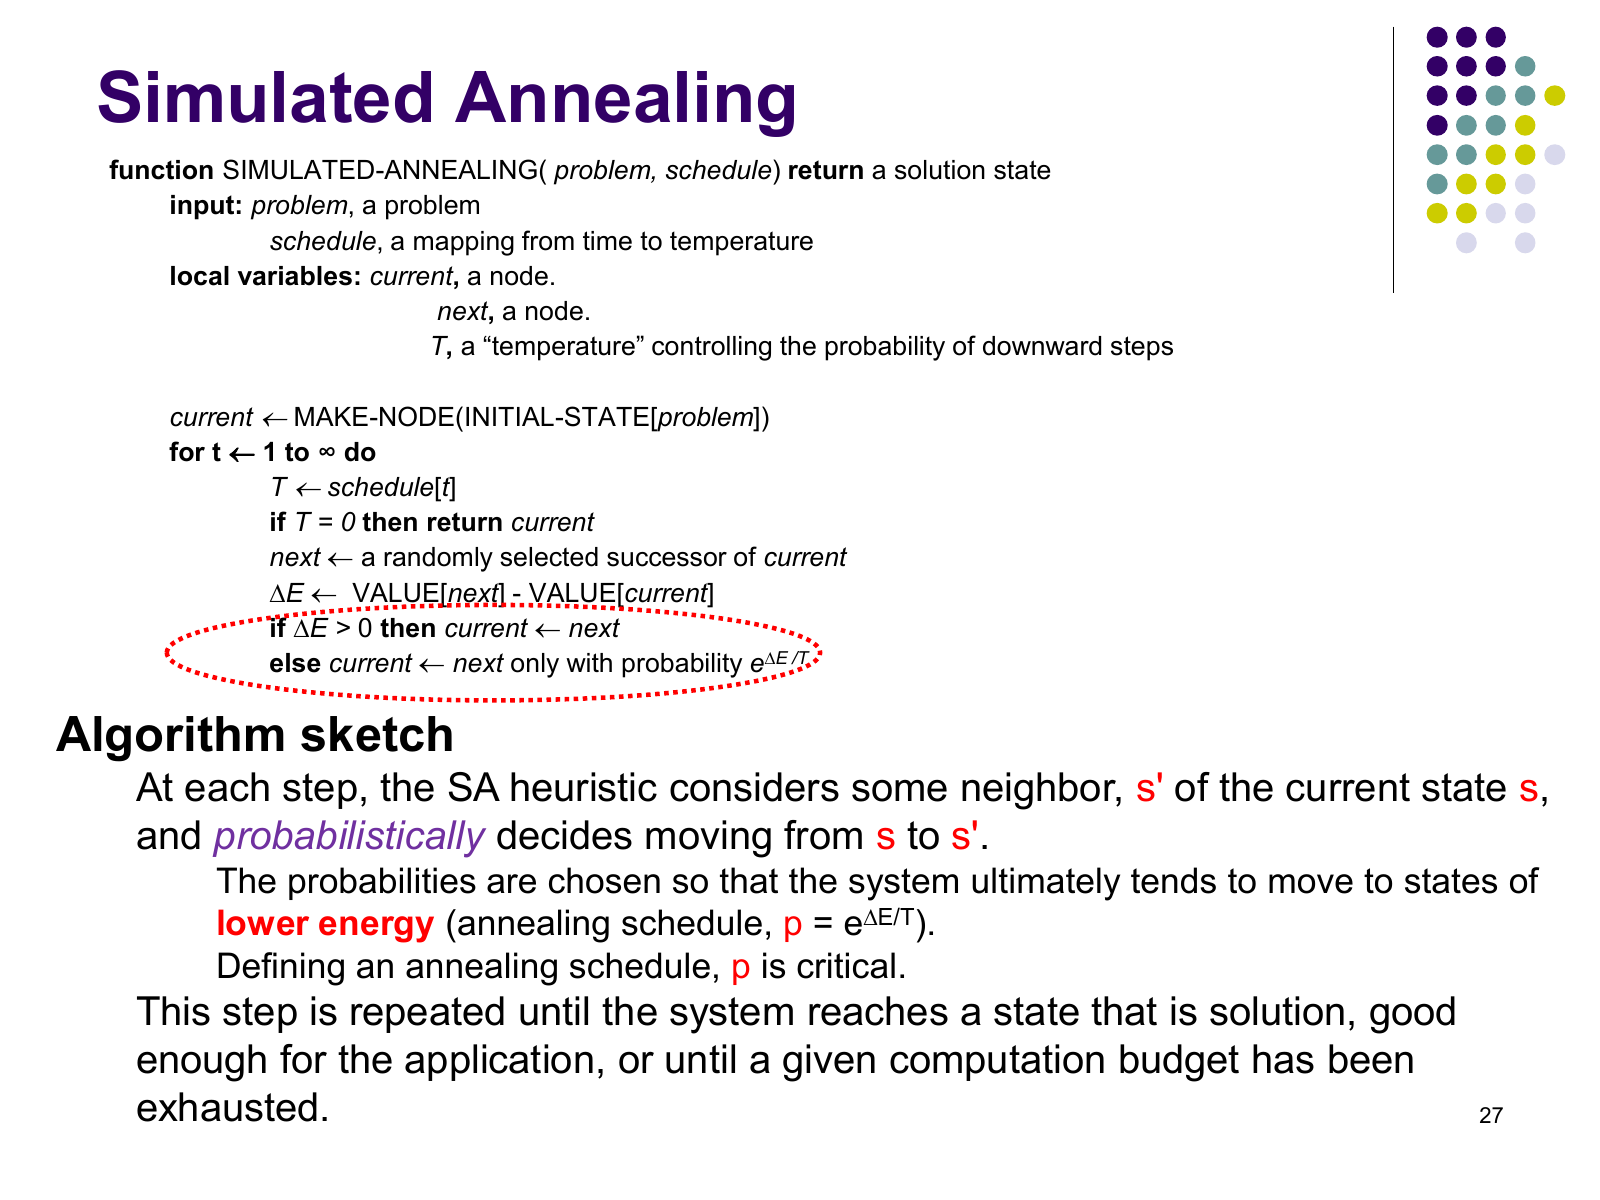 Simulated Annealing
function SIMULATED-ANNEALING( problem, schedule) return a solution state
input: problem, a problem
schedule, a mapping from time to temperature
local variables: current, a node.
next, a node.
T, a “temperature” controlling the probability of downward steps
current ← MAKE-NODE(INITIAL-STATE[problem])
for t ← 1 to ∞ do
T ← schedule[t]
if T = 0 then return current
next ← a randomly selected successor of current
∆E ← VALUE[next] - VALUE[current]
if ∆E > 0 then current ← next
else current ← next only with probability e^∆E /T
Algorithm sketch
At each step, the SA heuristic considers some neighbor, s' of the current state s,
and probabilistically decides moving from s to s'.
The probabilities are chosen so that the system ultimately tends to move to states of
lower energy (annealing schedule, p = e^∆E/T).
Defining an annealing schedule, p is critical.
This step is repeated until the system reaches a state that is solution, good
enough for the application, or until a given computation budget has been
exhausted.
27